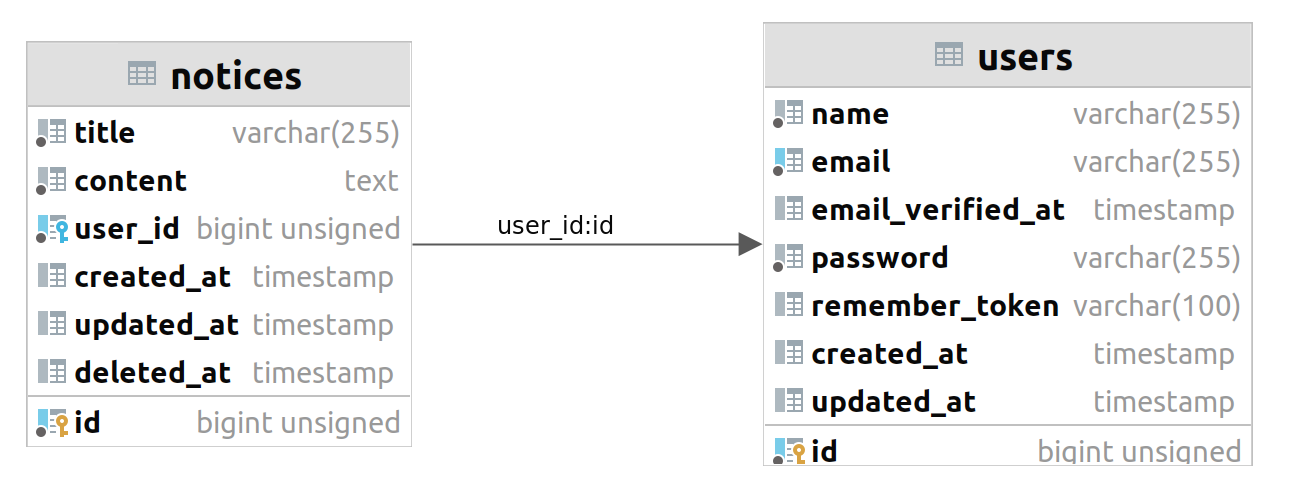 notices
title varchar(255)
content text
user_id bigint unsigned
created_at timestamp
updated_at timestamp
deleted_at timestamp
id bigint unsigned
user_id:id
users
name varchar(255)
email varchar(255)
email_verified_at timestamp
password varchar(255)
remember_token varchar(100)
created_at timestamp
updated_at timestamp
id bigint unsigned